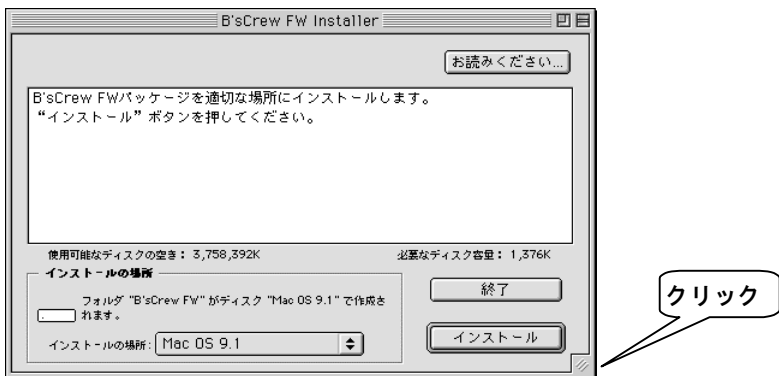 B'sCrew FW Installer
お読みください...
B'sCrew FWパッケージを適切な場所にインストールします。
“インストール”ボタンを押してください。
使用可能なディスクの空き： 3,758,392K
必要なディスク容量： 1,376K
インストールの場所
フォルダ "B'sCrew FW" がディスク "Mac OS 9.1" で作成さ
れます。
インストールの場所：
Mac OS 9.1
終了
インストール
クリック